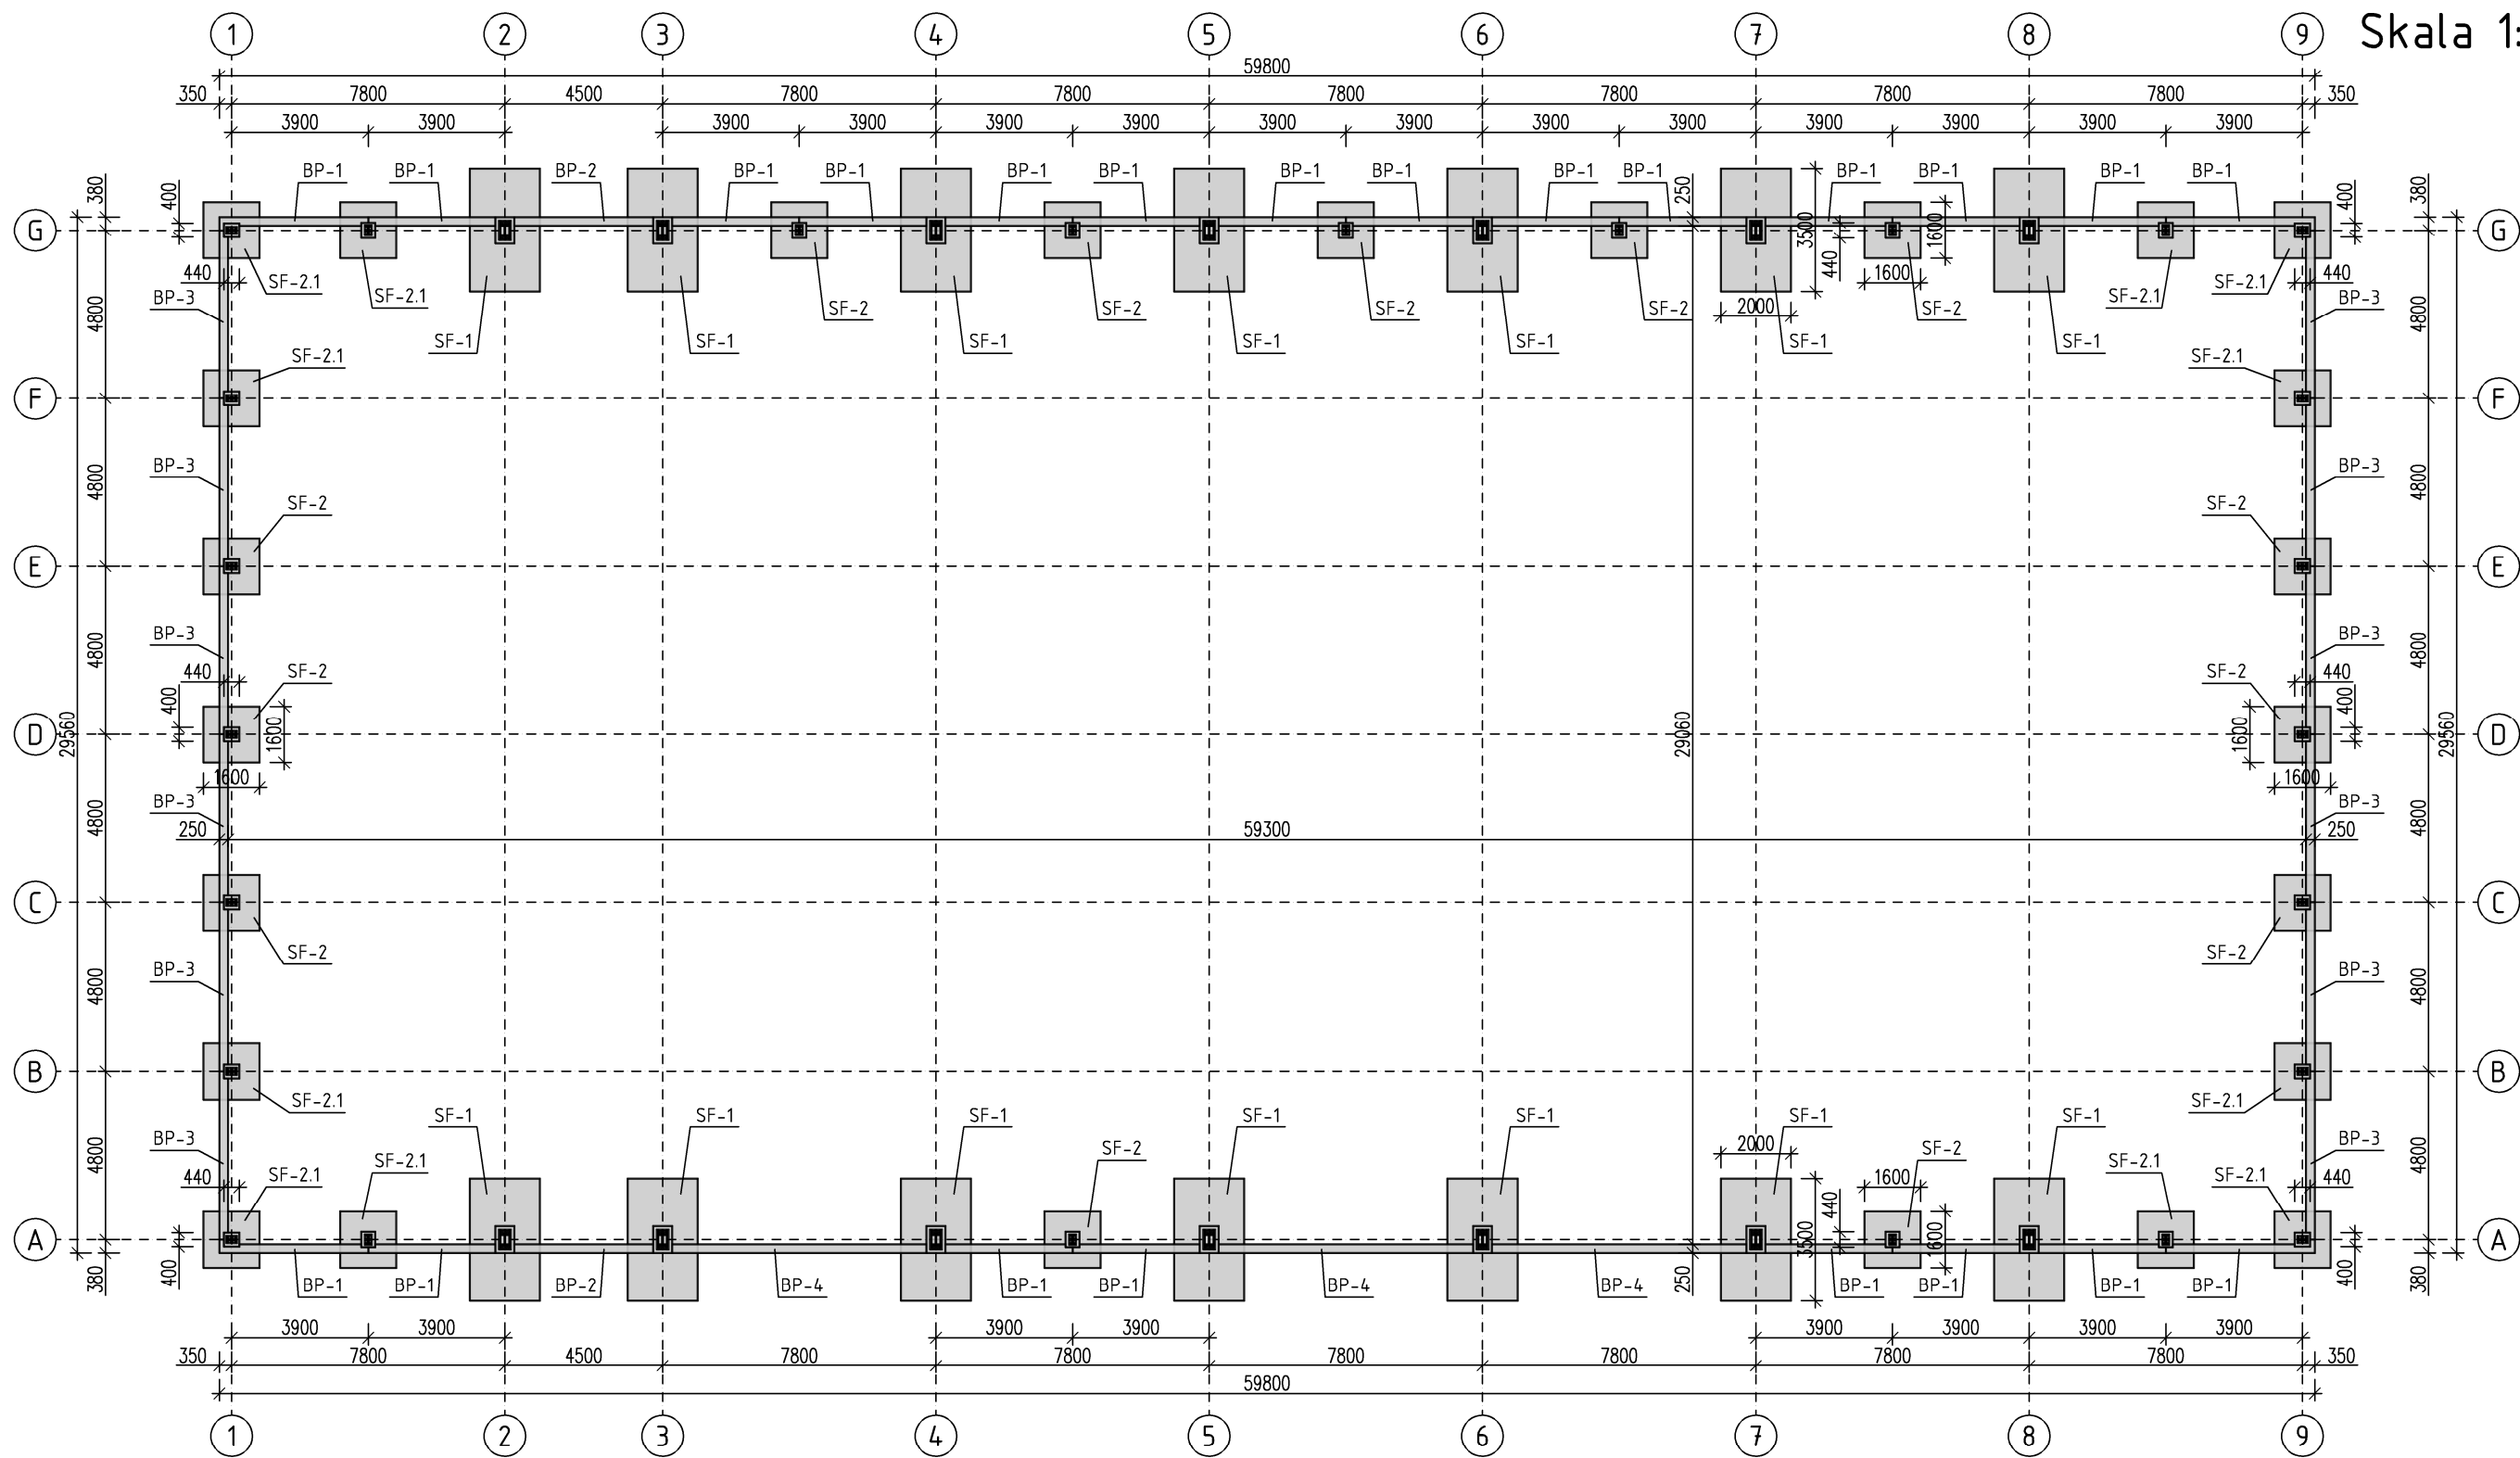 1 2 3 4 5 6 7 8 9 Skala 1:
59800
350 7800 4500 7800 7800 7800 7800 7800 7800 350
3900 3900 3900 3900 3900 3900 3900 3900 3900 3900 3900 3900 3900 3900
380 400 BP-1 BP-1 BP-2 BP-1 BP-1 BP-1 BP-1 BP-1 BP-1 BP-1 BP-1 250 BP-1 BP-1 BP-1 BP-1 400 380
G 3500 440 1600 G
440 SF-2.1 SF-2.1 1600 SF-2.1 SF-2.1 440
BP-3 SF-2 SF-2 SF-2 SF-2 2000 SF-2 BP-3
4800 4800
SF-1 SF-1 SF-1 SF-1 SF-1 SF-1 SF-1
SF-2.1 SF-2.1
F F
BP-3 BP-3
4800 4800
SF-2 SF-2
E E
BP-3 BP-3
4800 4800
440 SF-2 SF-2 440
400 400
D 29560 1600 29060 1600 29560 D
1600 1600
BP-3 BP-3
4800 4800
250 59300 250
C C
SF-2 SF-2
BP-3 BP-3
4800 4800
B B
SF-2.1 SF-2.1
SF-1 SF-1 SF-1 SF-1 SF-1 SF-1 SF-1
BP-3 BP-3
4800 4800
SF-2.1 SF-2 2000 SF-2 SF-2.1
440 SF-2.1 1600 SF-2.1 440
A 440 3500 1600 A
380 400 BP-1 BP-1 BP-2 BP-4 BP-1 BP-1 BP-4 BP-4 250 BP-1 BP-1 BP-1 BP-1 400 380
3900 3900 3900 3900 3900 3900 3900 3900
350 7800 4500 7800 7800 7800 7800 7800 7800 350
59800
1 2 3 4 5 6 7 8 9